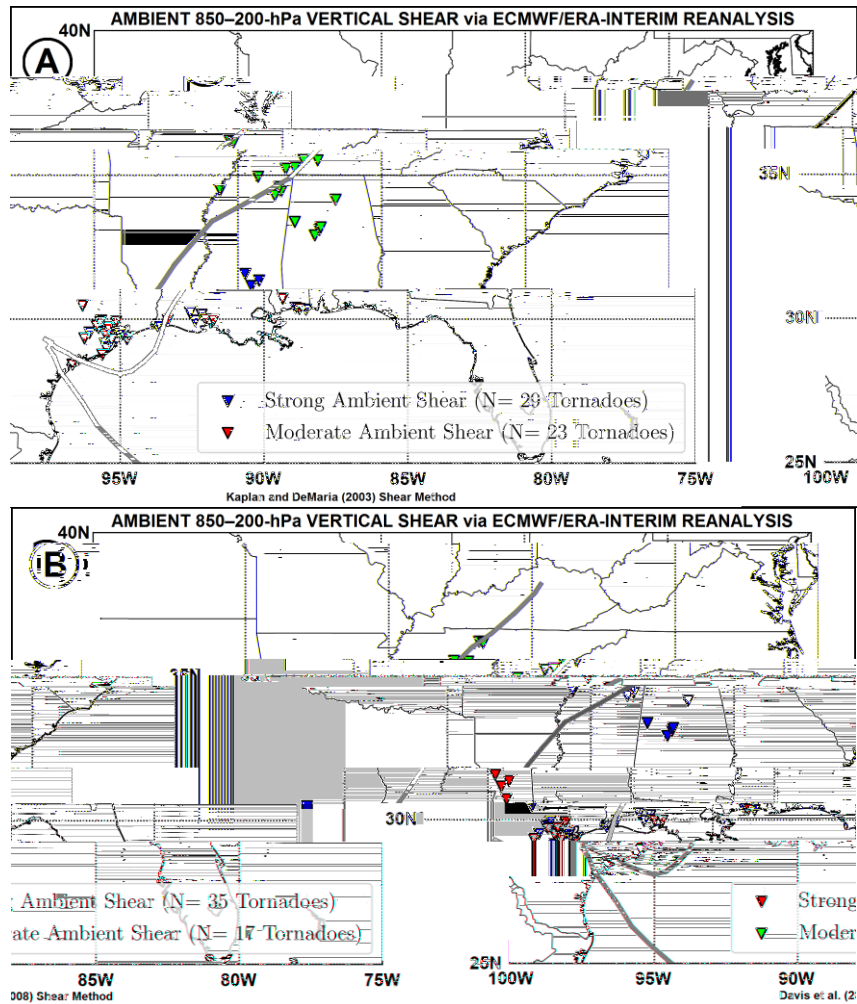 AMBIENT 850–200-hPa VERTICAL SHEAR via ECMWF/ERA-INTERIM REANALYSIS
40N
A
35N
30N
Strong Ambient Shear (N= 29 Tornadoes)
Moderate Ambient Shear (N= 23 Tornadoes)
25N
95W 90W 85W 80W 75W 100W
Kaplan and DeMaria (2003) Shear Method
AMBIENT 850–200-hPa VERTICAL SHEAR via ECMWF/ERA-INTERIM REANALYSIS
40N
B
30N
Ambient Shear (N= 35 Tornadoes) Strong
rate Ambient Shear (N= 17 Tornadoes) Moder
25N
85W 80W 75W 100W 95W 90W
008) Shear Method Davis et al. (2